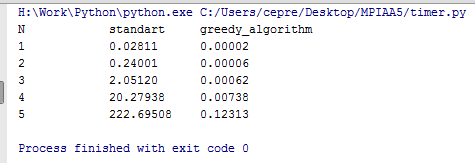 H:\Work\Python\python.exe C:/Users/cepre/Desktop/MPIAA5/timer.py
N standart greedy_algorithm
1 0.02811 0.00002
2 0.24001 0.00006
3 2.05120 0.00062
4 20.27938 0.00738
5 222.69508 0.12313
Process finished with exit code 0